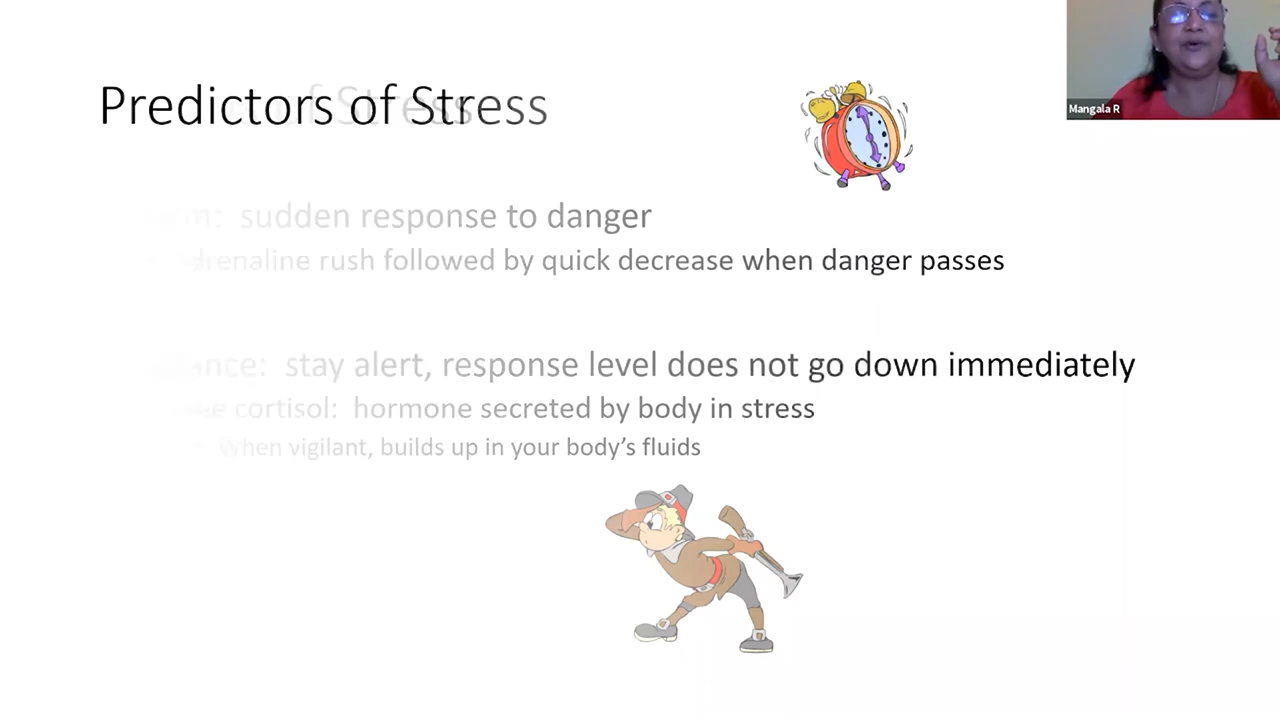 Predictors of Stress
Mangala R
sudden response to danger
adrenaline rush followed by quick decrease when danger passes
stay alert, response level does not go down immediately
cortisol: hormone secreted by body in stress
When vigilant, builds up in your body's fluids